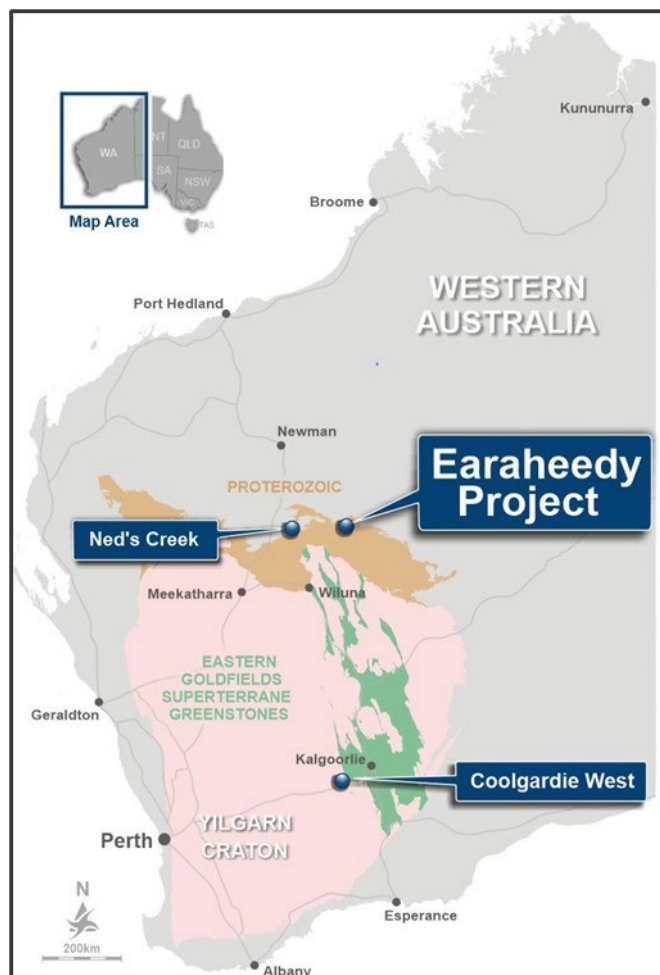 Kununurra
WA
NT
QLD
SA
NSW
VIC
TAS
Map Area
Broome
WESTERN
AUSTRALIA
Port Hedland
Newman
Earaheedy
Project
PROTEROZOIC
Ned's Creek
Meekatharra
Wiluna
EASTERN
GOLDFIELDS
SUPERTERRANE
GREENSTONES
Geraldton
Kalgoorlie
Coolgardie West
YILGARN
CRATON
Perth
N
200km
Esperance
Albany